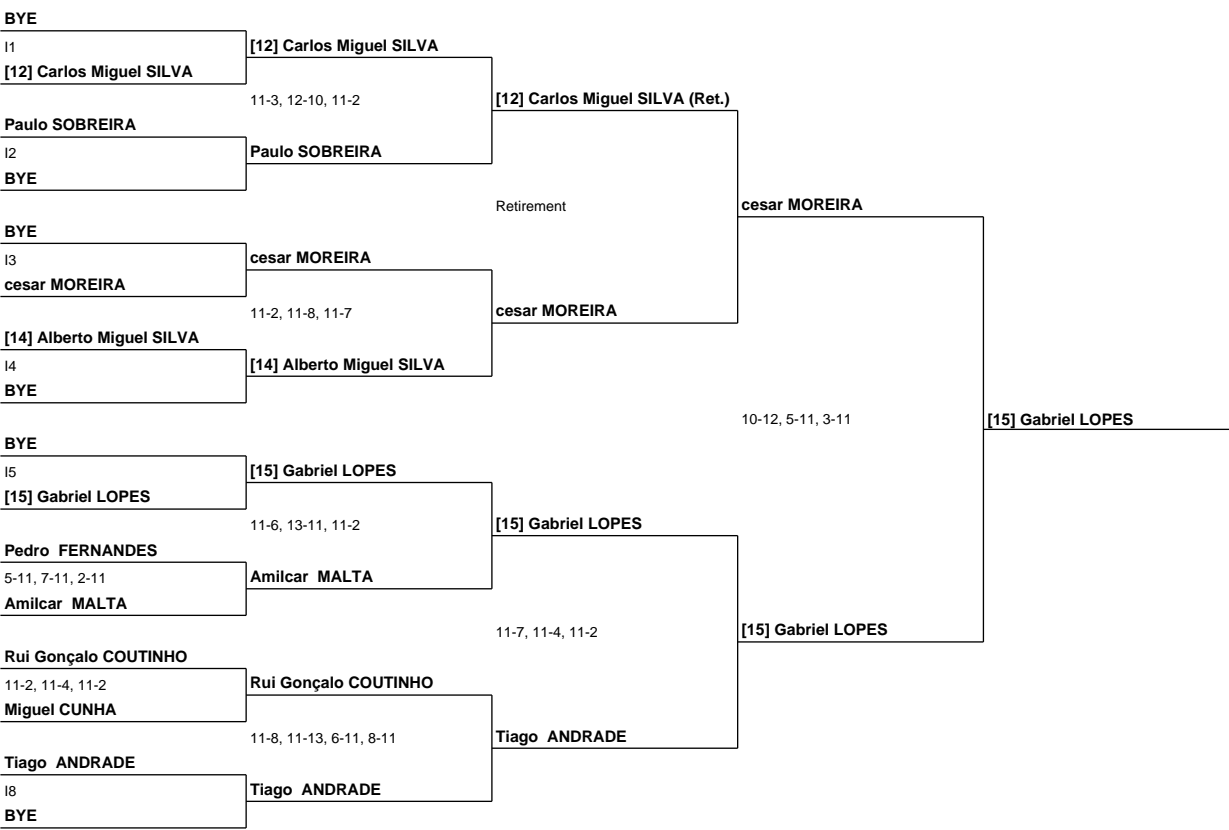 BYE
I1
[12] Carlos Miguel SILVA
[12] Carlos Miguel SILVA
11-3, 12-10, 11-2
[12] Carlos Miguel SILVA (Ret.)
Paulo SOBREIRA
I2
Paulo SOBREIRA
BYE
Retirement
cesar MOREIRA
BYE
I3
cesar MOREIRA
cesar MOREIRA
11-2, 11-8, 11-7
cesar MOREIRA
[14] Alberto Miguel SILVA
I4
[14] Alberto Miguel SILVA
BYE
10-12, 5-11, 3-11
[15] Gabriel LOPES
BYE
I5
[15] Gabriel LOPES
[15] Gabriel LOPES
11-6, 13-11, 11-2
[15] Gabriel LOPES
Pedro  FERNANDES
5-11, 7-11, 2-11
Amilcar  MALTA
Amilcar  MALTA
11-7, 11-4, 11-2
[15] Gabriel LOPES
Rui Gonçalo COUTINHO
11-2, 11-4, 11-2
Rui Gonçalo COUTINHO
Miguel CUNHA
11-8, 11-13, 6-11, 8-11
Tiago  ANDRADE
Tiago  ANDRADE
I8
Tiago  ANDRADE
BYE